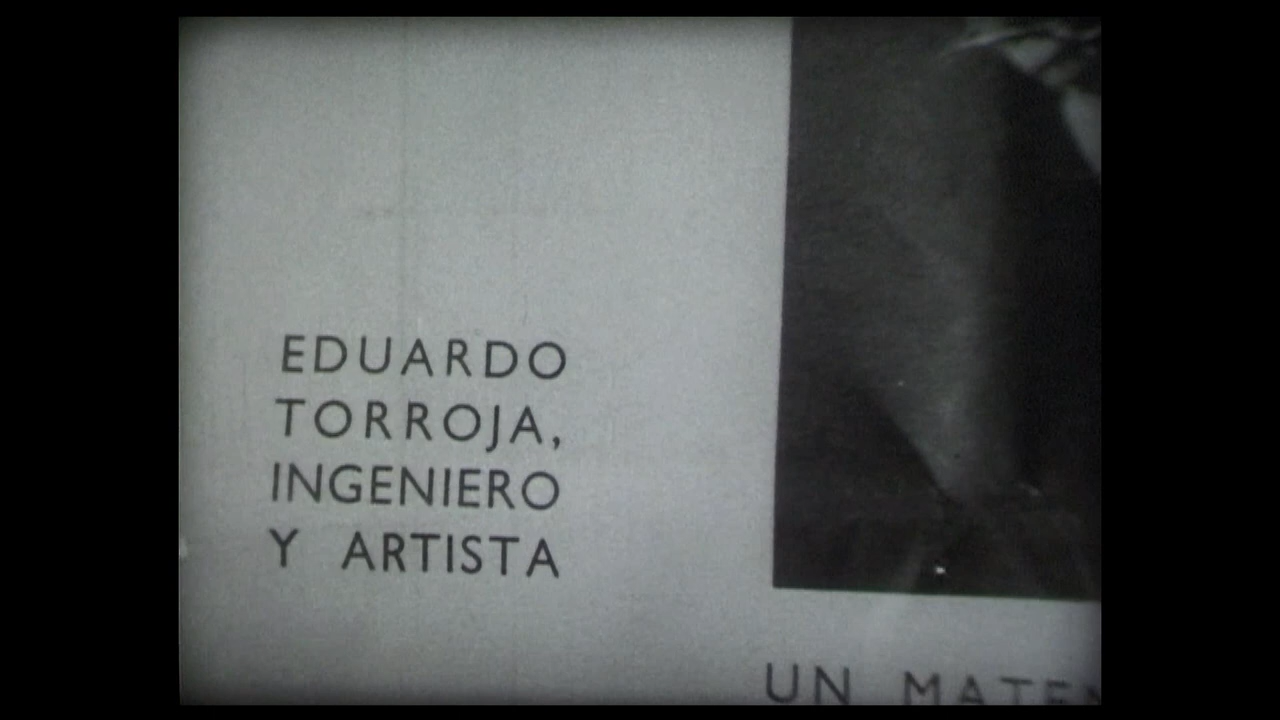 EDUARDO
TORROJA,
INGENIERO
Y ARTISTA
UN